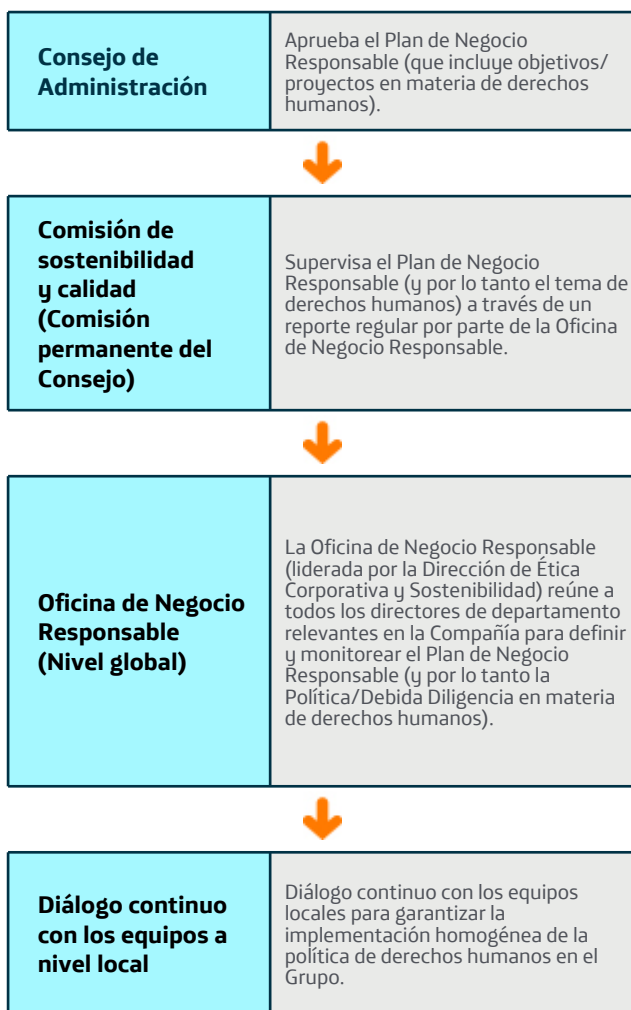 Consejo de
Administración
Aprueba el Plan de Negocio
Responsable (que incluye objetivos/
proyectos en materia de derechos
humanos).
Comisión de
sostenibilidad
y calidad
(Comisión
permanente del
Consejo)
Supervisa el Plan de Negocio
Responsable (y por lo tanto el tema de
derechos humanos) a través de un
reporte regular por parte de la Oficina
de Negocio Responsable.
Oficina de Negocio
Responsable
(Nivel global)
La Oficina de Negocio Responsable
(liderada por la Dirección de Ética
Corporativa y Sostenibilidad) reúne a
todos los directores de departamento
relevantes en la Compañía para definir
y monitorear el Plan de Negocio
Responsable (y por lo tanto la
Política/Debida Diligencia en materia
de derechos humanos).
Diálogo continuo
con los equipos a
nivel local
Diálogo continuo con los equipos
locales para garantizar la
implementación homogénea de la
política de derechos humanos en el
Grupo.